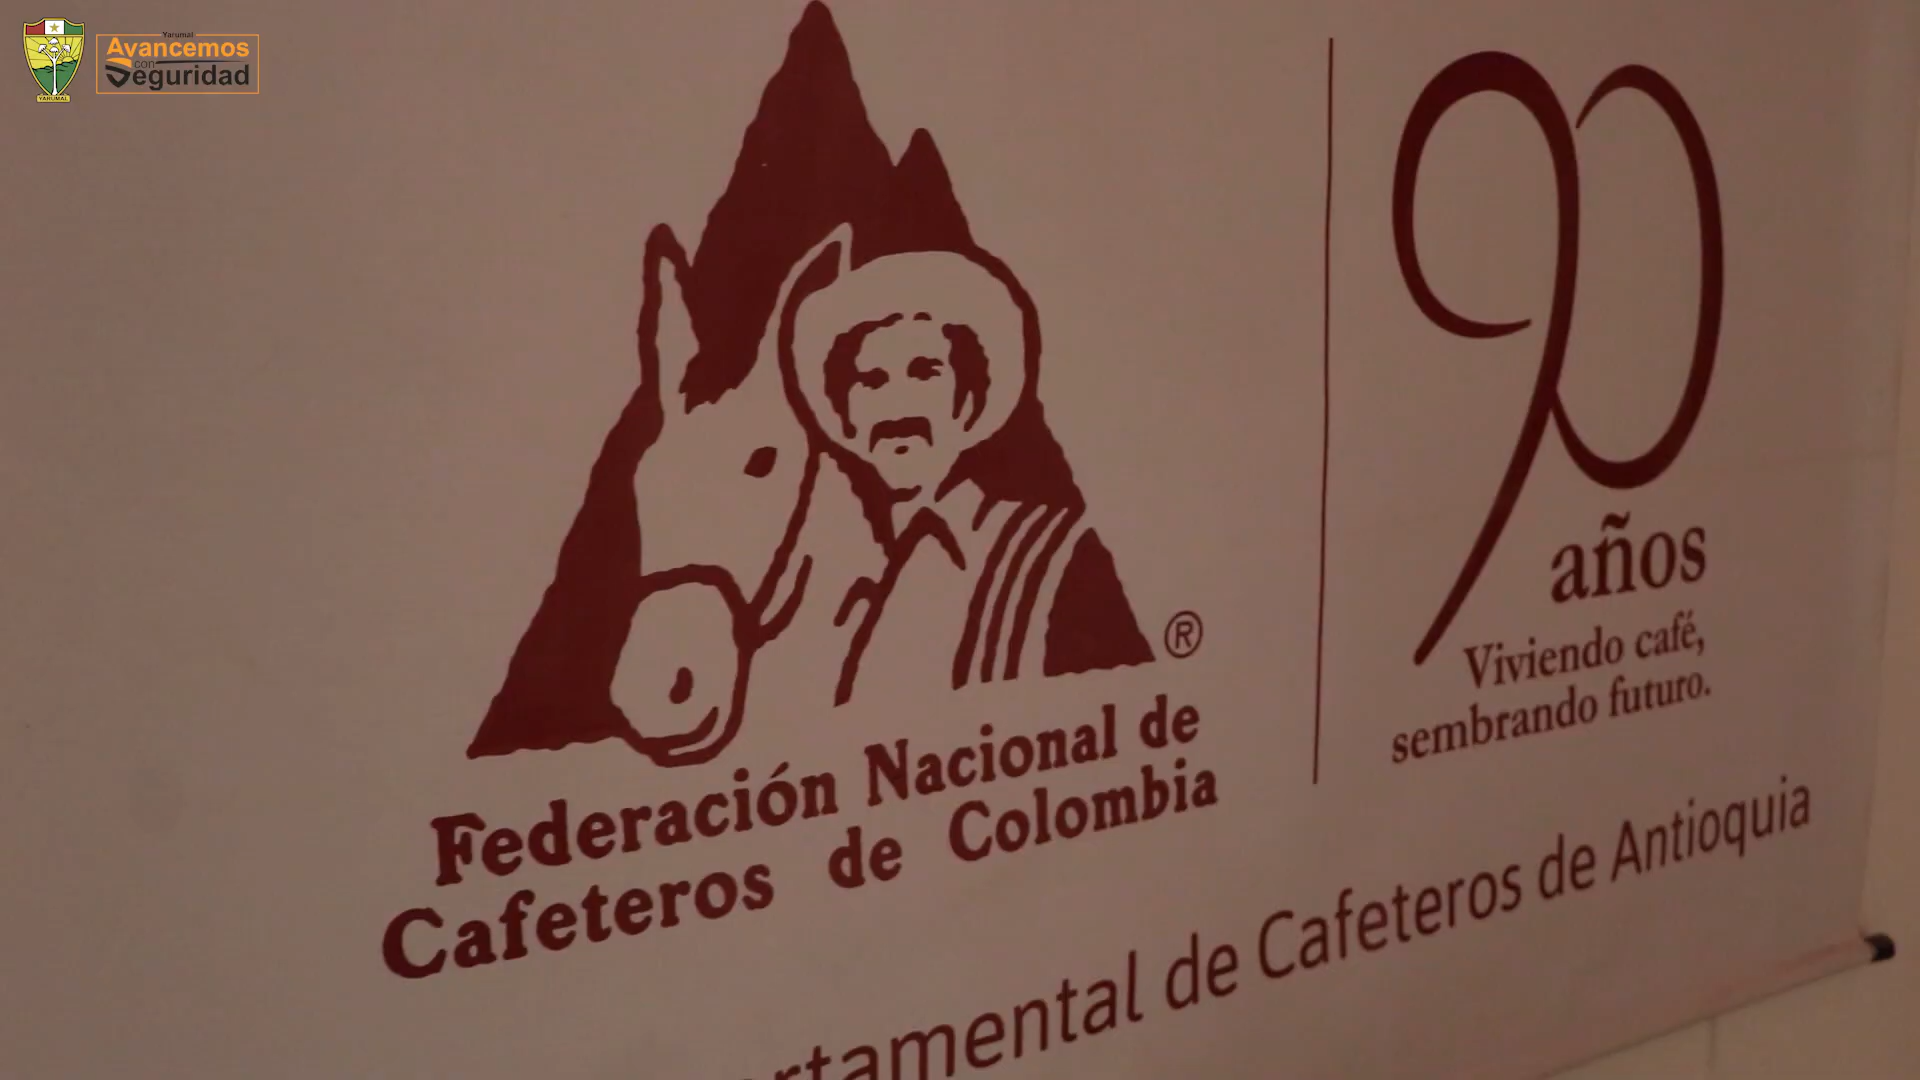 Yarumal
Avancemos
con
Seguridad
YARUMAL
®
Federación Nacional de
Cafeteros de Colombia
90
años
Viviendo café,
sembrando futuro.
rtamental de Cafeteros de Antioquia